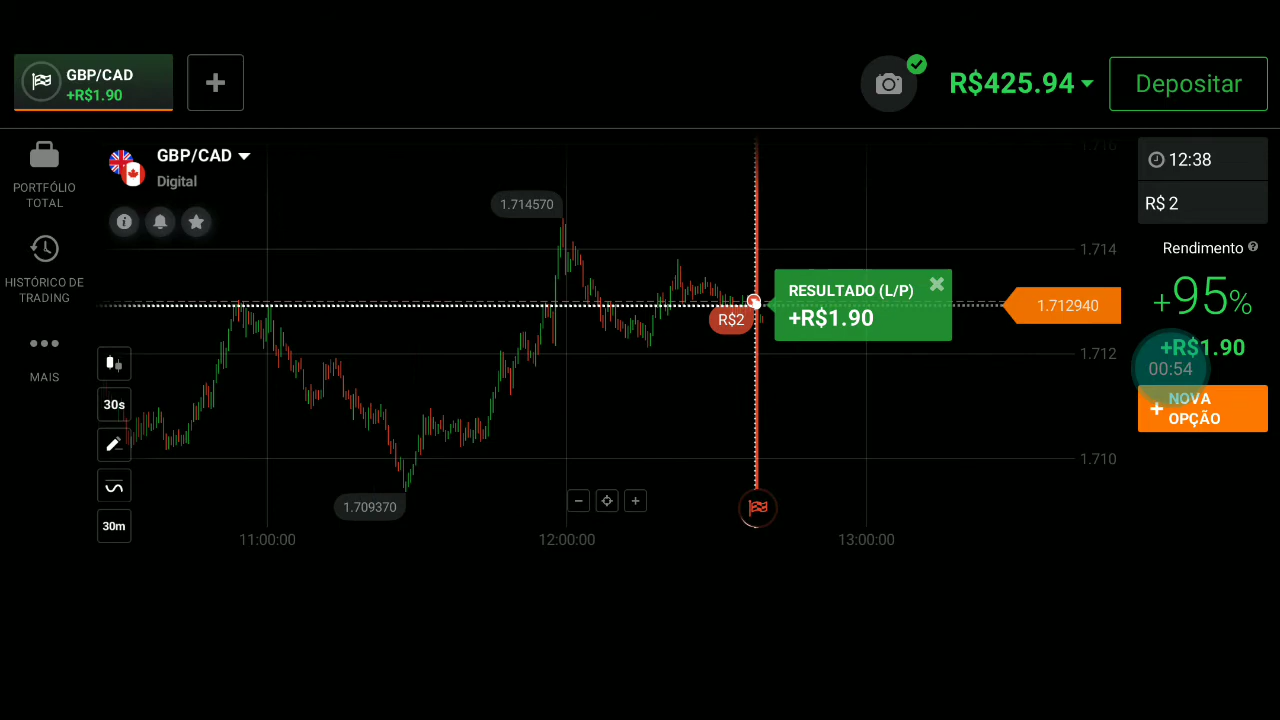 GBP/CAD
+R$1.90
+
R$425.94
Depositar
PORTFÓLIO
TOTAL
HISTÓRICO DE
TRADING
MAIS
GBP/CAD
Digital
30s
30m
1.714570
1.709370
R$2
RESULTADO (L/P)
+R$1.90
1.716
1.714
1.712940
1.712
1.710
11:00:00
12:00:00
13:00:00
12:38
R$ 2
Rendimento
+95%
+R$1.90
00:54
+ NOVA
OPÇÃO